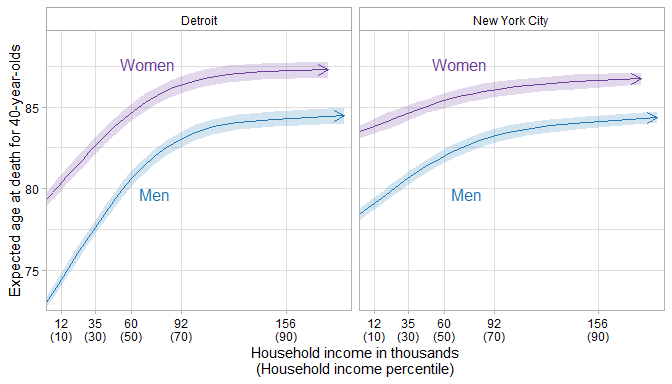 Detroit
New York City
Expected age at death for 40-year-olds
85
80
75
Women
Men
Women
Men
12 35 60 92 156
(10) (30) (50) (70) (90)
12 35 60 92 156
(10) (30) (50) (70) (90)
Household income in thousands
(Household income percentile)